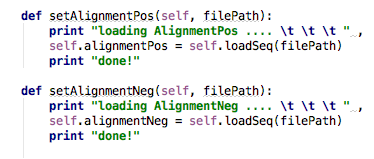 def setAlignmentPos(self, filePath):
    print "loading AlignmentPos .... \t \t \t ",
    self.alignmentPos = self.loadSeq(filePath)
    print "done!"
def setAlignmentNeg(self, filePath):
    print "loading AlignmentNeg .... \t \t \t ",
    self.alignmentNeg = self.loadSeq(filePath)
    print "done!"